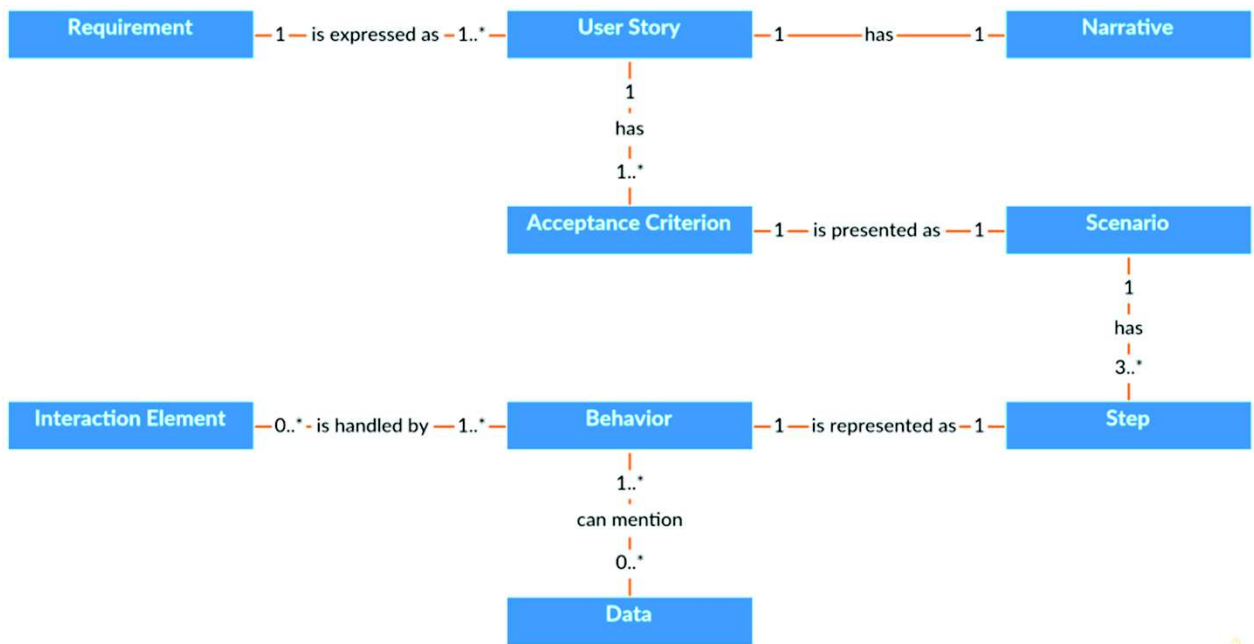 Requirement 1 is expressed as 1..* User Story 1 has 1 Narrative
1
has
1..*
Acceptance Criterion 1 is presented as 1 Scenario
1
has
3..*
Interaction Element 0..* is handled by 1..* Behavior 1 is represented as 1 Step
1..*
can mention
0..*
Data